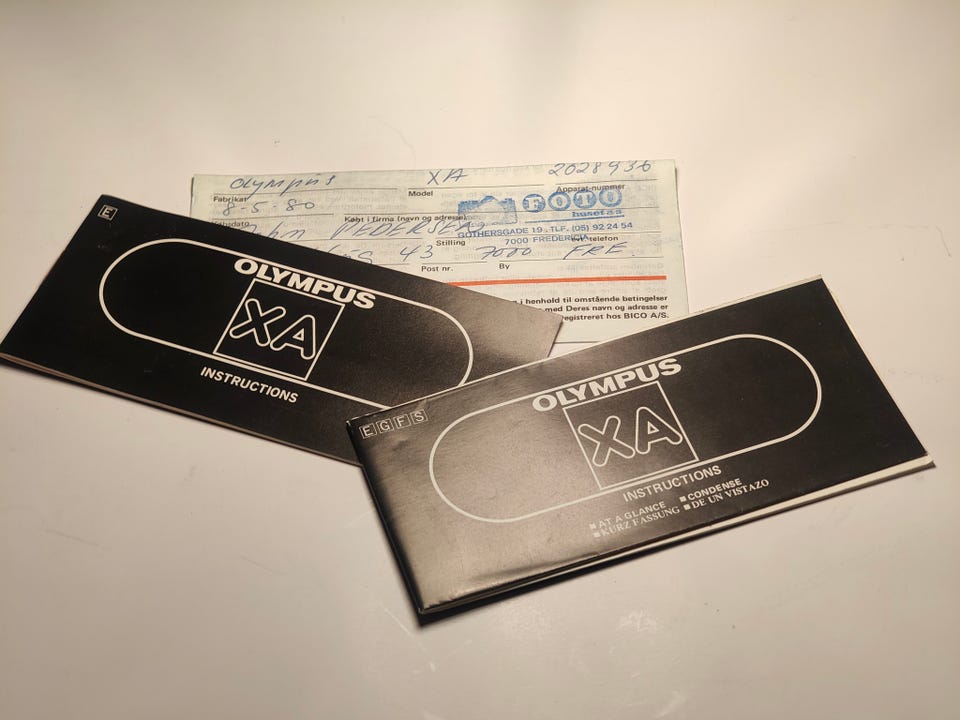 Olympus XA 2028936
Fabrikat Model Apparat-nummer
8-5-80 FOTO
Købt i firma (navn og adresse) huset a/s
GOTHERSGADE 19 . TLF. (05) 92 24 54
PEDERSEN 7000 FREDERICIA
Stilling telefon
43 7000 FRE.
Post nr. By
i henhold til omstående betingelser
med Deres navn og adresse er
registreret hos BICO A/S.
E
OLYMPUS
XA
INSTRUCTIONS
E G F S
OLYMPUS
XA
INSTRUCTIONS
■ AT A GLANCE ■ CONDENSE
■ KURZ FASSUNG ■ DE UN VISTAZO